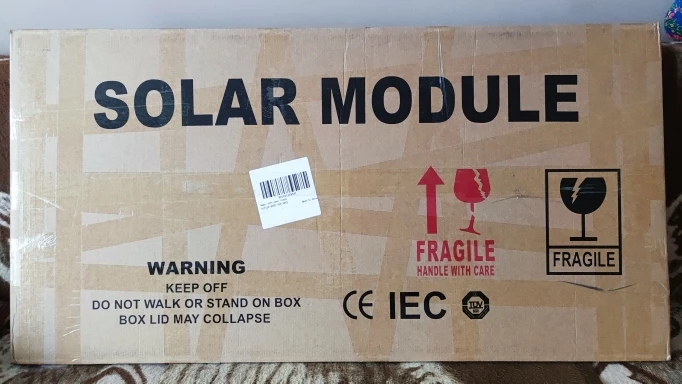 SOLAR MODULE
FRAGILE
HANDLE WITH CARE
FRAGILE
WARNING
KEEP OFF
DO NOT WALK OR STAND ON BOX
BOX LID MAY COLLAPSE
CE IEC TÜV